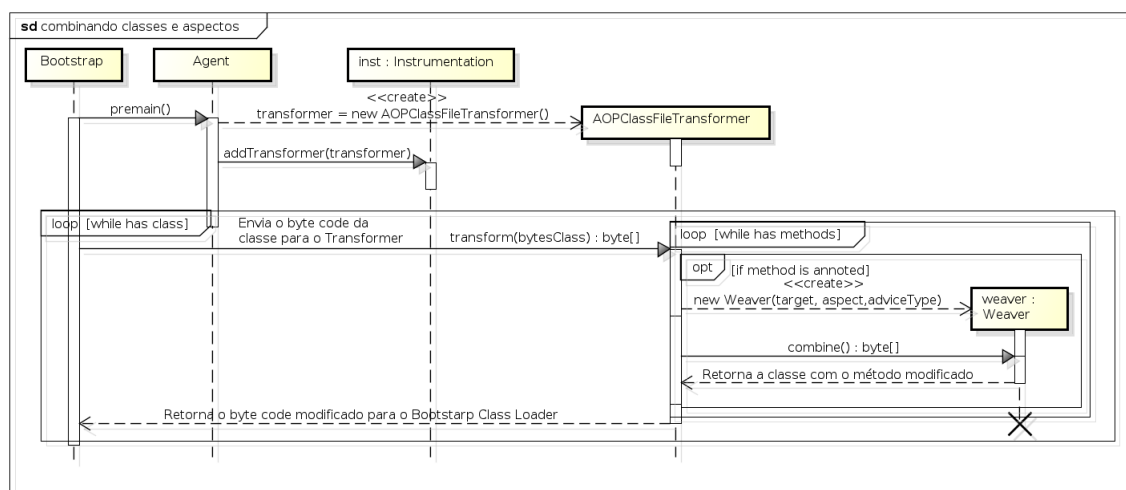 sd combinando classes e aspectos
Bootstrap
Agent
inst : Instrumentation
<<create>>
premain()
transformer = new AOPClassFileTransformer()
AOPClassFileTransformer
addTransformer(transformer)
loop [while has class]
Envia o byte code da
classe para o Transformer
transform(bytesClass) : byte[]
loop [while has methods]
opt [if method is annoted]
<<create>>
new Weaver(target, aspect,adviceType)
weaver :
Weaver
combine() : byte[]
Retorna a classe com o método modificado
Retorna o byte code modificado para o Bootstarp Class Loader